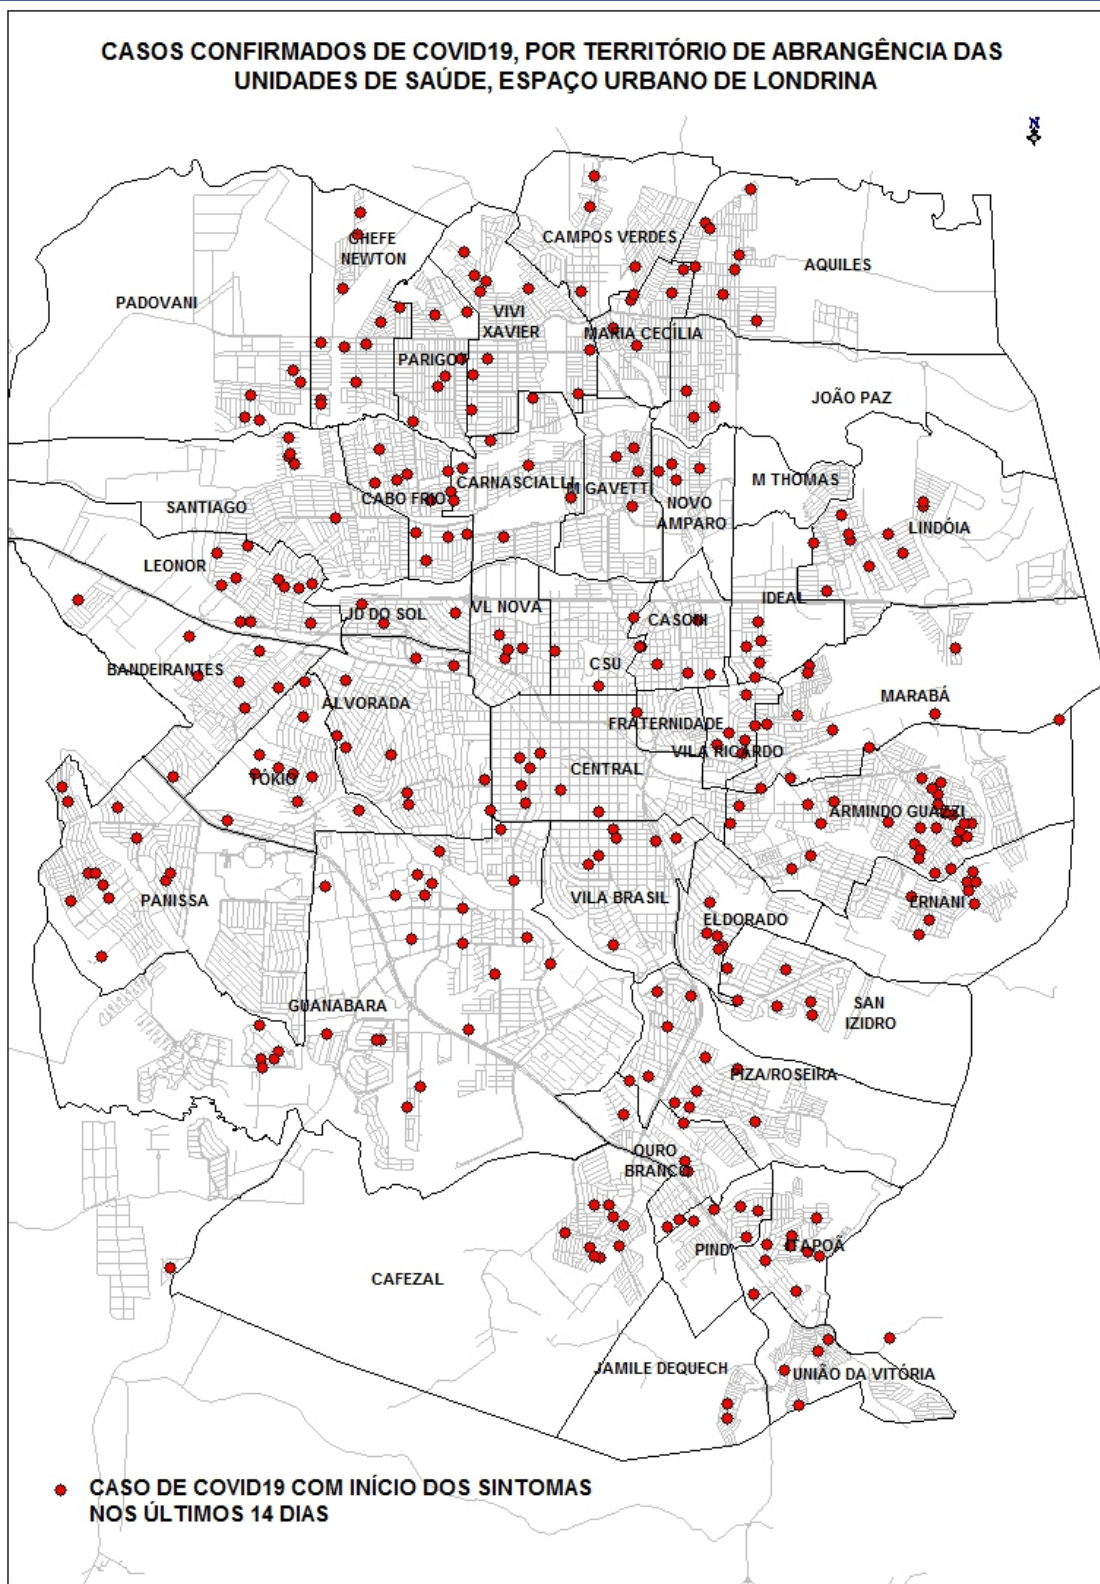 CASOS CONFIRMADOS DE COVID19, POR TERRITÓRIO DE ABRANGÊNCIA DAS
UNIDADES DE SAÚDE, ESPAÇO URBANO DE LONDRINA
N
CAMPOS VERDES
CHEFE
NEWTON
AQUILES
PADOVANI
VIVI
XAVIER
MARIA CECÍLIA
PARIGOT
JOÃO PAZ
M THOMAS
CARNASCIALLI
M GAVETTI
CABO FRIO
NOVO
AMPARO
SANTIAGO
LINDÓIA
LEONOR
IDEAL
VL NOVA
JD DO SOL
CASONI
CSU
BANDEIRANTES
MARABÁ
ALVORADA
FRATERNIDADE
VILA RICARDO
CENTRAL
TÓKIO
ARMINDO GUAZZI
VILA BRASIL
PANISSA
ERNANI
ELDORADO
GUANABARA
SAN
IZIDRO
PIZA/ROSEIRA
OURO
BRANCO
PIND
ITAPOÃ
CAFEZAL
JAMILE DEQUECH
UNIÃO DA VITÓRIA
CASO DE COVID19 COM INÍCIO DOS SINTOMAS
NOS ÚLTIMOS 14 DIAS